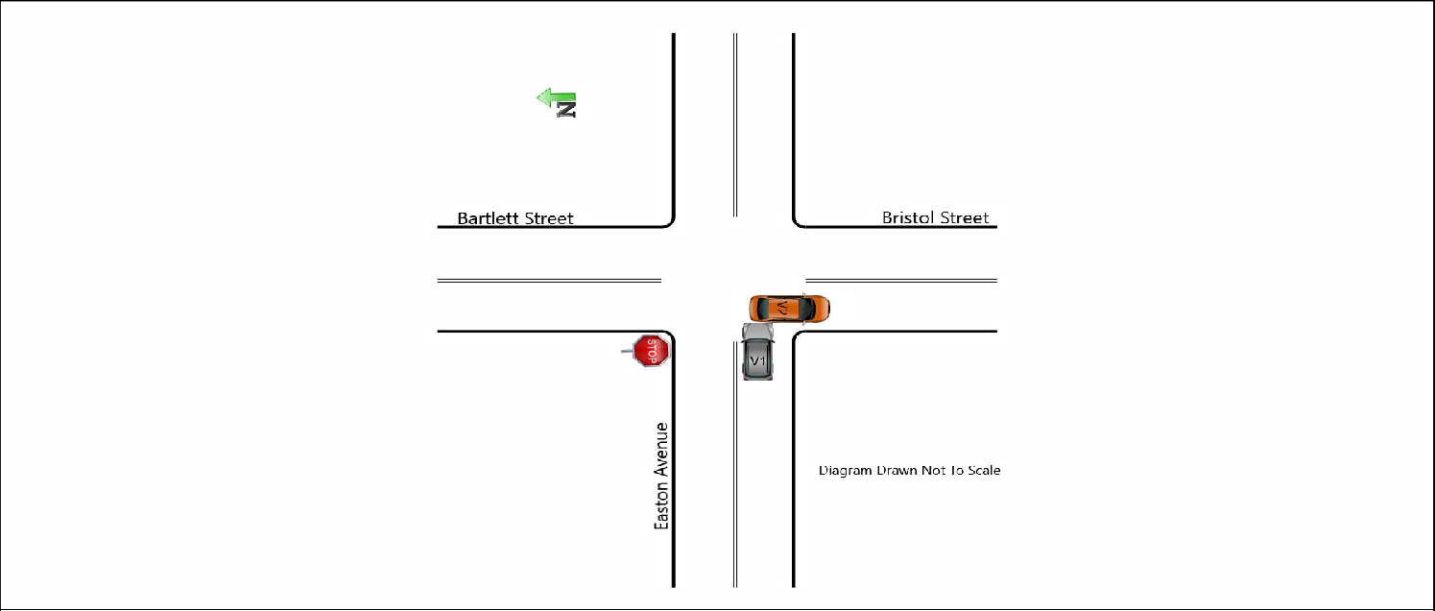 N
Bartlett Street
Bristol Street
V2
STOP
V1
Easton Avenue
Diagram Drawn Not To Scale